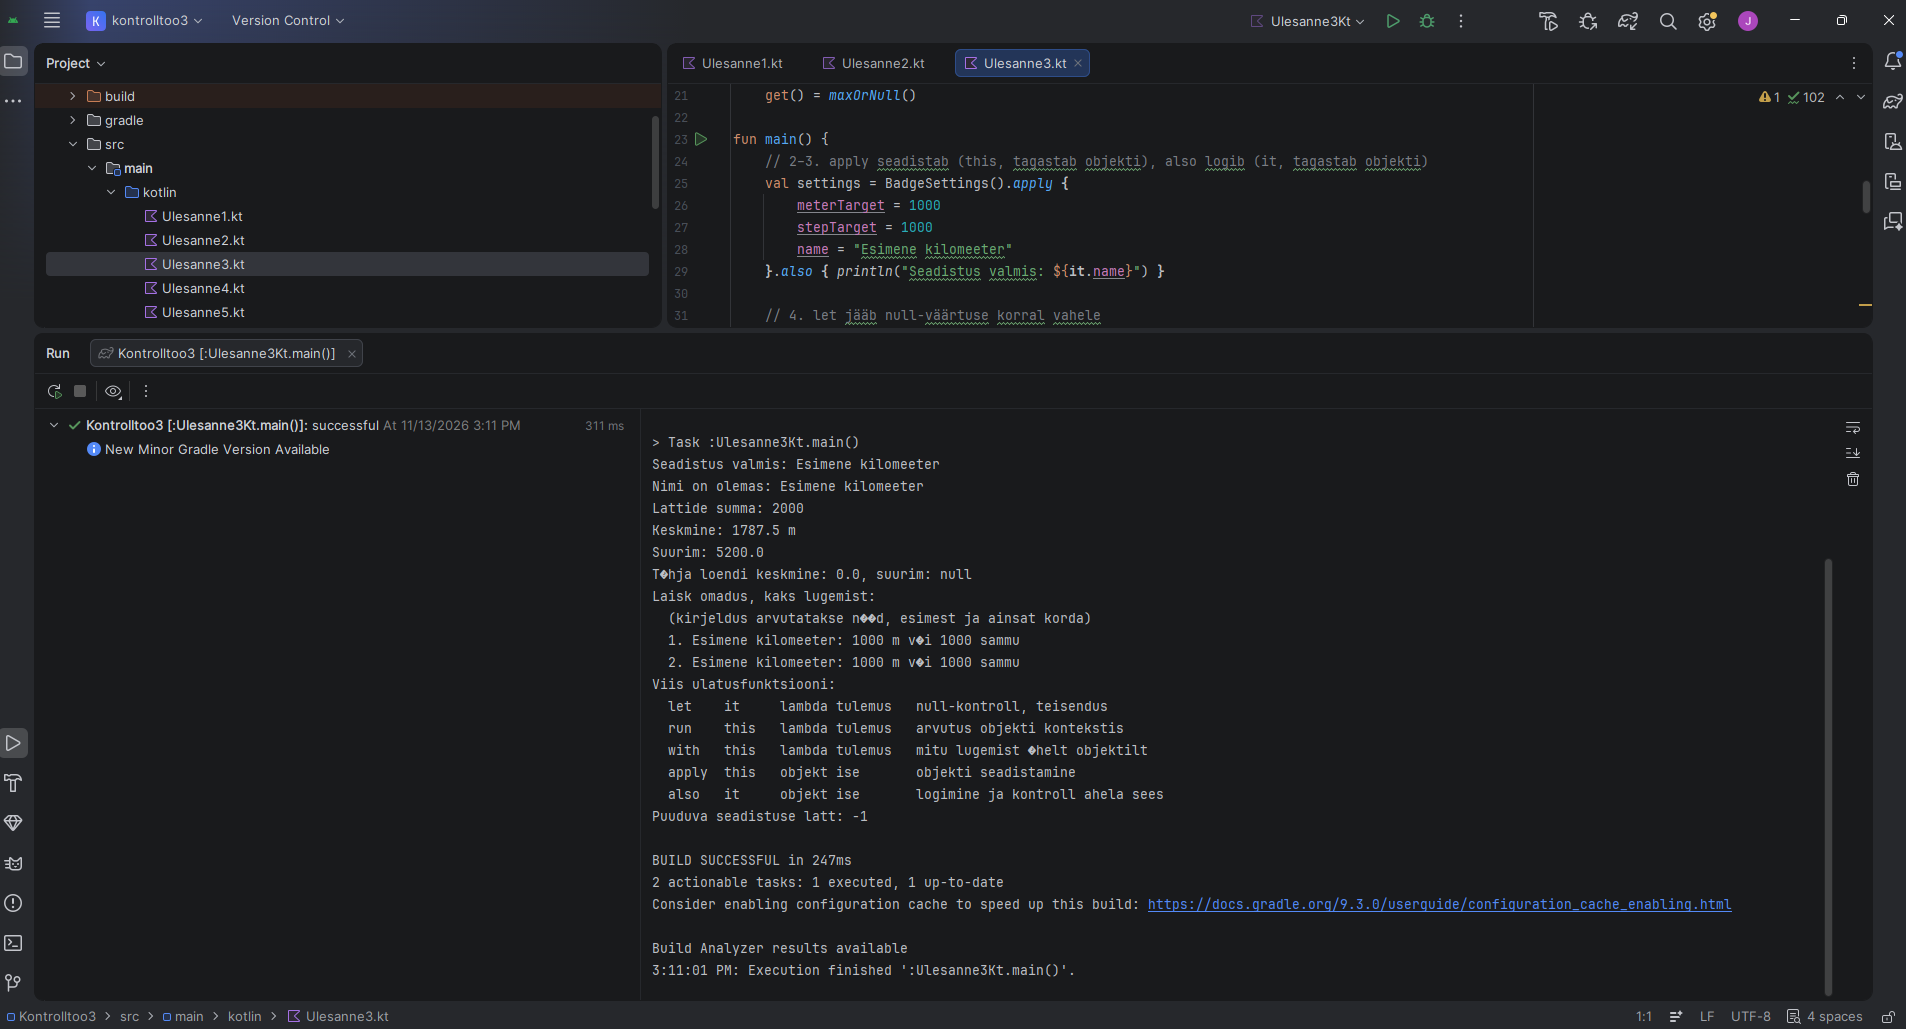 K kontrolltoo3 Version Control Ulesanne3Kt J
Project
build
gradle
src
main
kotlin
Ulesanne1.kt
Ulesanne2.kt
Ulesanne3.kt
Ulesanne4.kt
Ulesanne5.kt
Ulesanne1.kt Ulesanne2.kt Ulesanne3.kt
1 102
21 get() = maxOrNull()
22
23 fun main() {
24 // 2-3. apply seadistab (this, tagastab objekti), also logib (it, tagastab objekti)
25 val settings = BadgeSettings().apply {
26 meterTarget = 1000
27 stepTarget = 1000
28 name = "Esimene kilomeeter"
29 }.also { println("Seadistus valmis: ${it.name}") }
30
31 // 4. let jääb null-väärtuse korral vahele
Run Kontrolltoo3 [:Ulesanne3Kt.main()]
Kontrolltoo3 [:Ulesanne3Kt.main()]: successful At 11/13/2026 3:11 PM 311 ms
New Minor Gradle Version Available
> Task :Ulesanne3Kt.main()
Seadistus valmis: Esimene kilomeeter
Nimi on olemas: Esimene kilomeeter
Lattide summa: 2000
Keskmine: 1787.5 m
Suurim: 5200.0
T�hja loendi keskmine: 0.0, suurim: null
Laisk omadus, kaks lugemist:
(kirjeldus arvutatakse n��d, esimest ja ainsat korda)
1. Esimene kilomeeter: 1000 m v�i 1000 sammu
2. Esimene kilomeeter: 1000 m v�i 1000 sammu
Viis ulatusfunktsiooni:
let it lambda tulemus null-kontroll, teisendus
run this lambda tulemus arvutus objekti kontekstis
with this lambda tulemus mitu lugemist �helt objektilt
apply this objekt ise objekti seadistamine
also it objekt ise logimine ja kontroll ahela sees
Puuduva seadistuse latt: -1
BUILD SUCCESSFUL in 247ms
2 actionable tasks: 1 executed, 1 up-to-date
Consider enabling configuration cache to speed up this build: https://docs.gradle.org/9.3.0/userguide/configuration_cache_enabling.html
Build Analyzer results available
3:11:01 PM: Execution finished ':Ulesanne3Kt.main()'.
Kontrolltoo3 > src > main > kotlin > Ulesanne3.kt 1:1 LF UTF-8 4 spaces